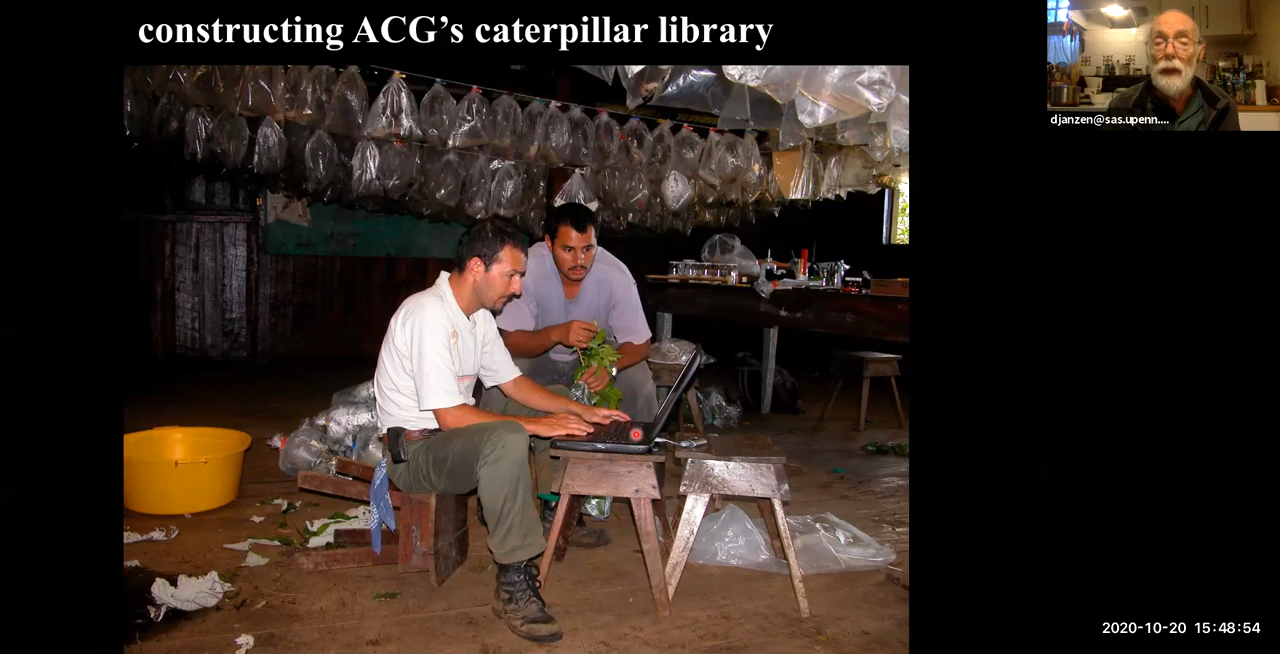 constructing ACG’s caterpillar library
djanzen@sas.upenn....
2020-10-20 15:48:54